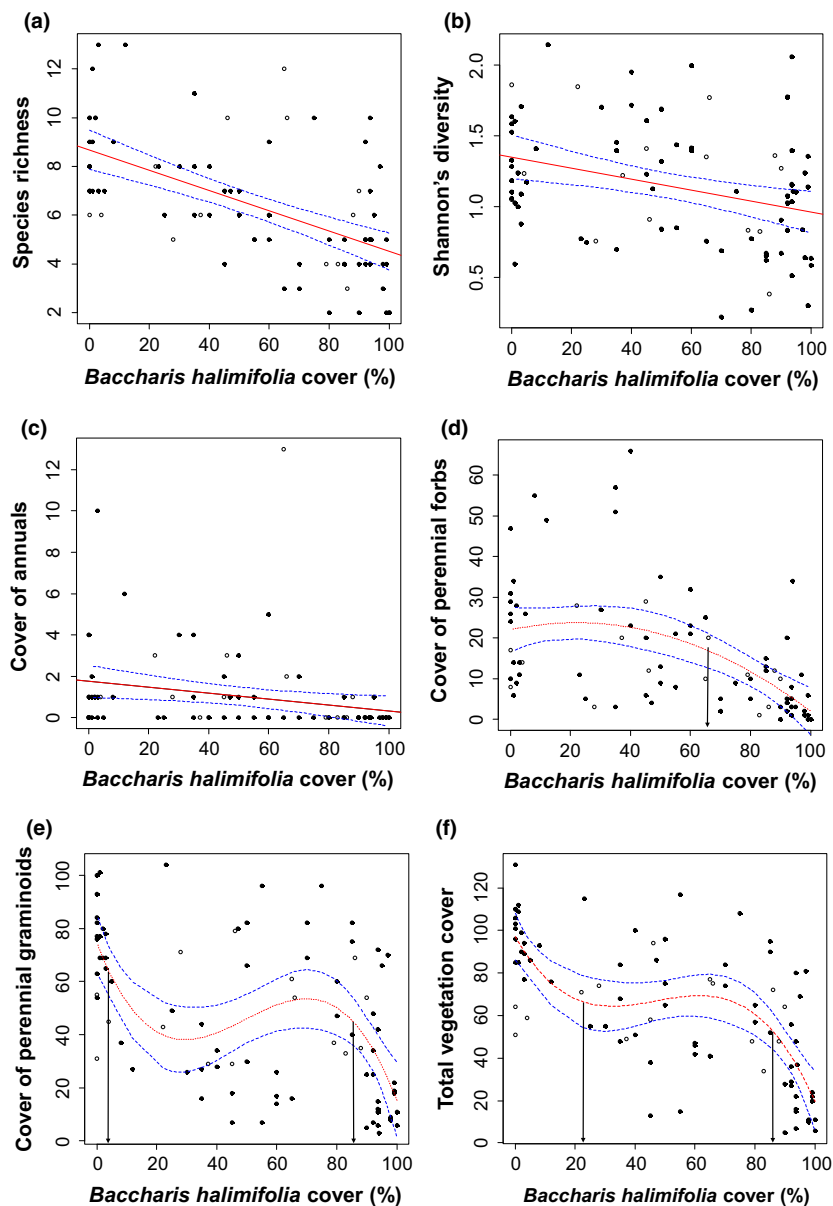 (a)
Species richness
12
10
8
6
4
2
0 20 40 60 80 100
Baccharis halimifolia cover (%)
(b)
Shannon's diversity
2.0
1.5
1.0
0.5
0 20 40 60 80 100
Baccharis halimifolia cover (%)
(c)
Cover of annuals
12
10
8
6
4
2
0
0 20 40 60 80 100
Baccharis halimifolia cover (%)
(d)
Cover of perennial forbs
60
50
40
30
20
10
0
0 20 40 60 80 100
Baccharis halimifolia cover (%)
(e)
Cover of perennial graminoids
100
80
60
40
20
0
0 20 40 60 80 100
Baccharis halimifolia cover (%)
(f)
Total vegetation cover
120
100
80
60
40
20
0
0 20 40 60 80 100
Baccharis halimifolia cover (%)